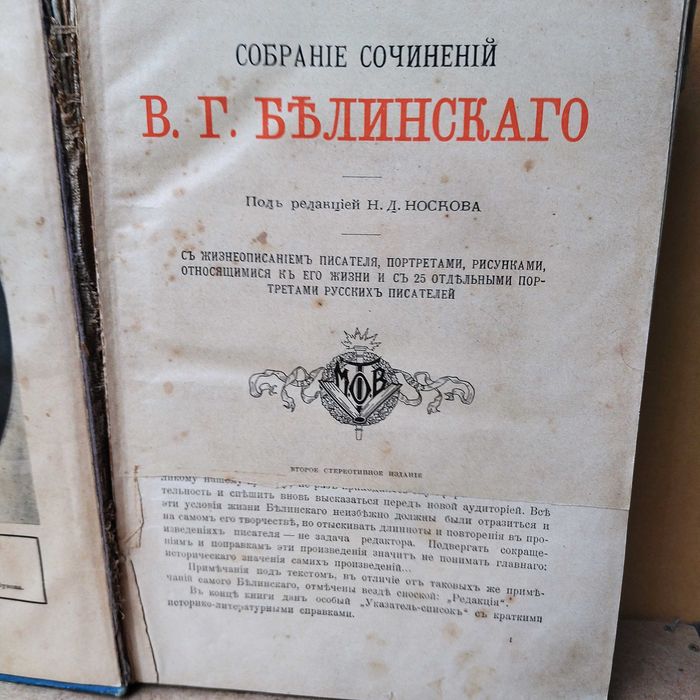 СОБРАНІЕ СОЧИНЕНІЙ
В. Г. БѢЛИНСКАГО
Подъ редакціей Н. Д. НОСКОВА
СЪ ЖИЗНЕОПИСАНІЕМЪ ПИСАТЕЛЯ, ПОРТРЕТАМИ, РИСУНКАМИ,
ОТНОСЯЩИМИСЯ КЪ ЕГО ЖИЗНИ И СЪ 25 ОТДѢЛЬНЫМИ ПОР-
ТРЕТАМИ РУССКИХЪ ПИСАТЕЛЕЙ
М. О. В
ВТОРОЕ СТЕРЕОТИПНОЕ ИЗДАНІЕ
ликому нашему
тельность и спѣшитъ вновь высказаться передъ новой аудиторіей. Всѣ
эти условія жизни Бѣлинскаго неизбѣжно должны были отразиться и
на самомъ его творчествѣ, но отыскивать длинноты и повторенія въ про-
изведеніяхъ писателя — не задача редактора. Подвергать сокраще-
ніямъ и поправкамъ эти произведенія значитъ не понимать главнаго:
историческаго значенія самихъ произведеній...
Примѣчанія подъ текстомъ, въ отличіе отъ таковыхъ же примѣ-
чаній самого Бѣлинскаго, отмѣчены вездѣ сноской: „Редакція".
Въ концѣ книги данъ особый „Указатель-списокъ" съ краткими
историко-литературными справками.
1